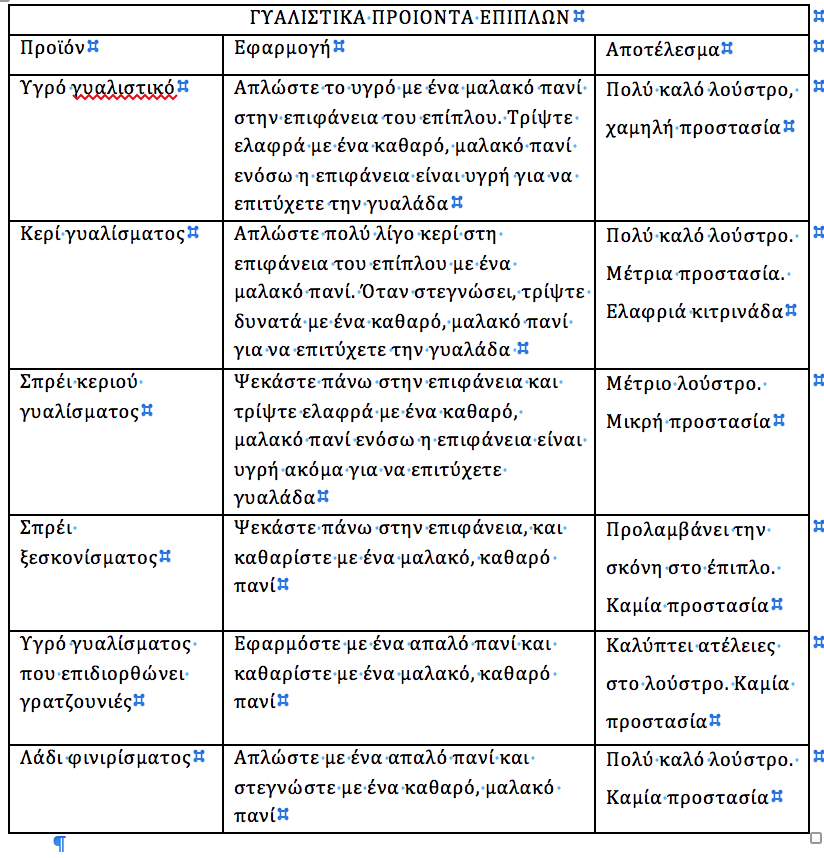 ΓΥΑΛΙΣΤΙΚΑ ΠΡΟΙΟΝΤΑ ΕΠΙΠΛΩΝ
Προϊόν
Εφαρμογή
Αποτέλεσμα
Υγρό γυαλιστικό
Απλώστε το υγρό με ένα μαλακό πανί
στην επιφάνεια του επίπλου. Τρίψτε
ελαφρά με ένα καθαρό, μαλακό πανί
ενόσω η επιφάνεια είναι υγρή για να
επιτύχετε την γυαλάδα
Πολύ καλό λούστρο,
χαμηλή προστασία
Κερί γυαλίσματος
Απλώστε πολύ λίγο κερί στη
επιφάνεια του επίπλου με ένα
μαλακό πανί. Όταν στεγνώσει, τρίψτε
δυνατά με ένα καθαρό, μαλακό πανί
για να επιτύχετε την γυαλάδα
Πολύ καλό λούστρο.
Μέτρια προστασία.
Ελαφριά κιτρινάδα
Σπρέι κεριού
γυαλίσματος
Ψεκάστε πάνω στην επιφάνεια και
τρίψτε ελαφρά με ένα καθαρό,
μαλακό πανί ενόσω η επιφάνεια είναι
υγρή ακόμα για να επιτύχετε
γυαλάδα
Μέτριο λούστρο.
Μικρή προστασία
Σπρέι
ξεσκονίσματος
Ψεκάστε πάνω στην επιφάνεια, και
καθαρίστε με ένα μαλακό, καθαρό
πανί
Προλαμβάνει την
σκόνη στο έπιπλο.
Καμία προστασία
Υγρό γυαλίσματος
που επιδιορθώνει
γρατζουνιές
Εφαρμόστε με ένα απαλό πανί και
καθαρίστε με ένα μαλακό, καθαρό
πανί
Καλύπτει ατέλειες
στο λούστρο. Καμία
προστασία
Λάδι φινιρίσματος
Απλώστε με ένα απαλό πανί και
στεγνώστε με ένα καθαρό, μαλακό
πανί
Πολύ καλό λούστρο.
Καμία προστασία